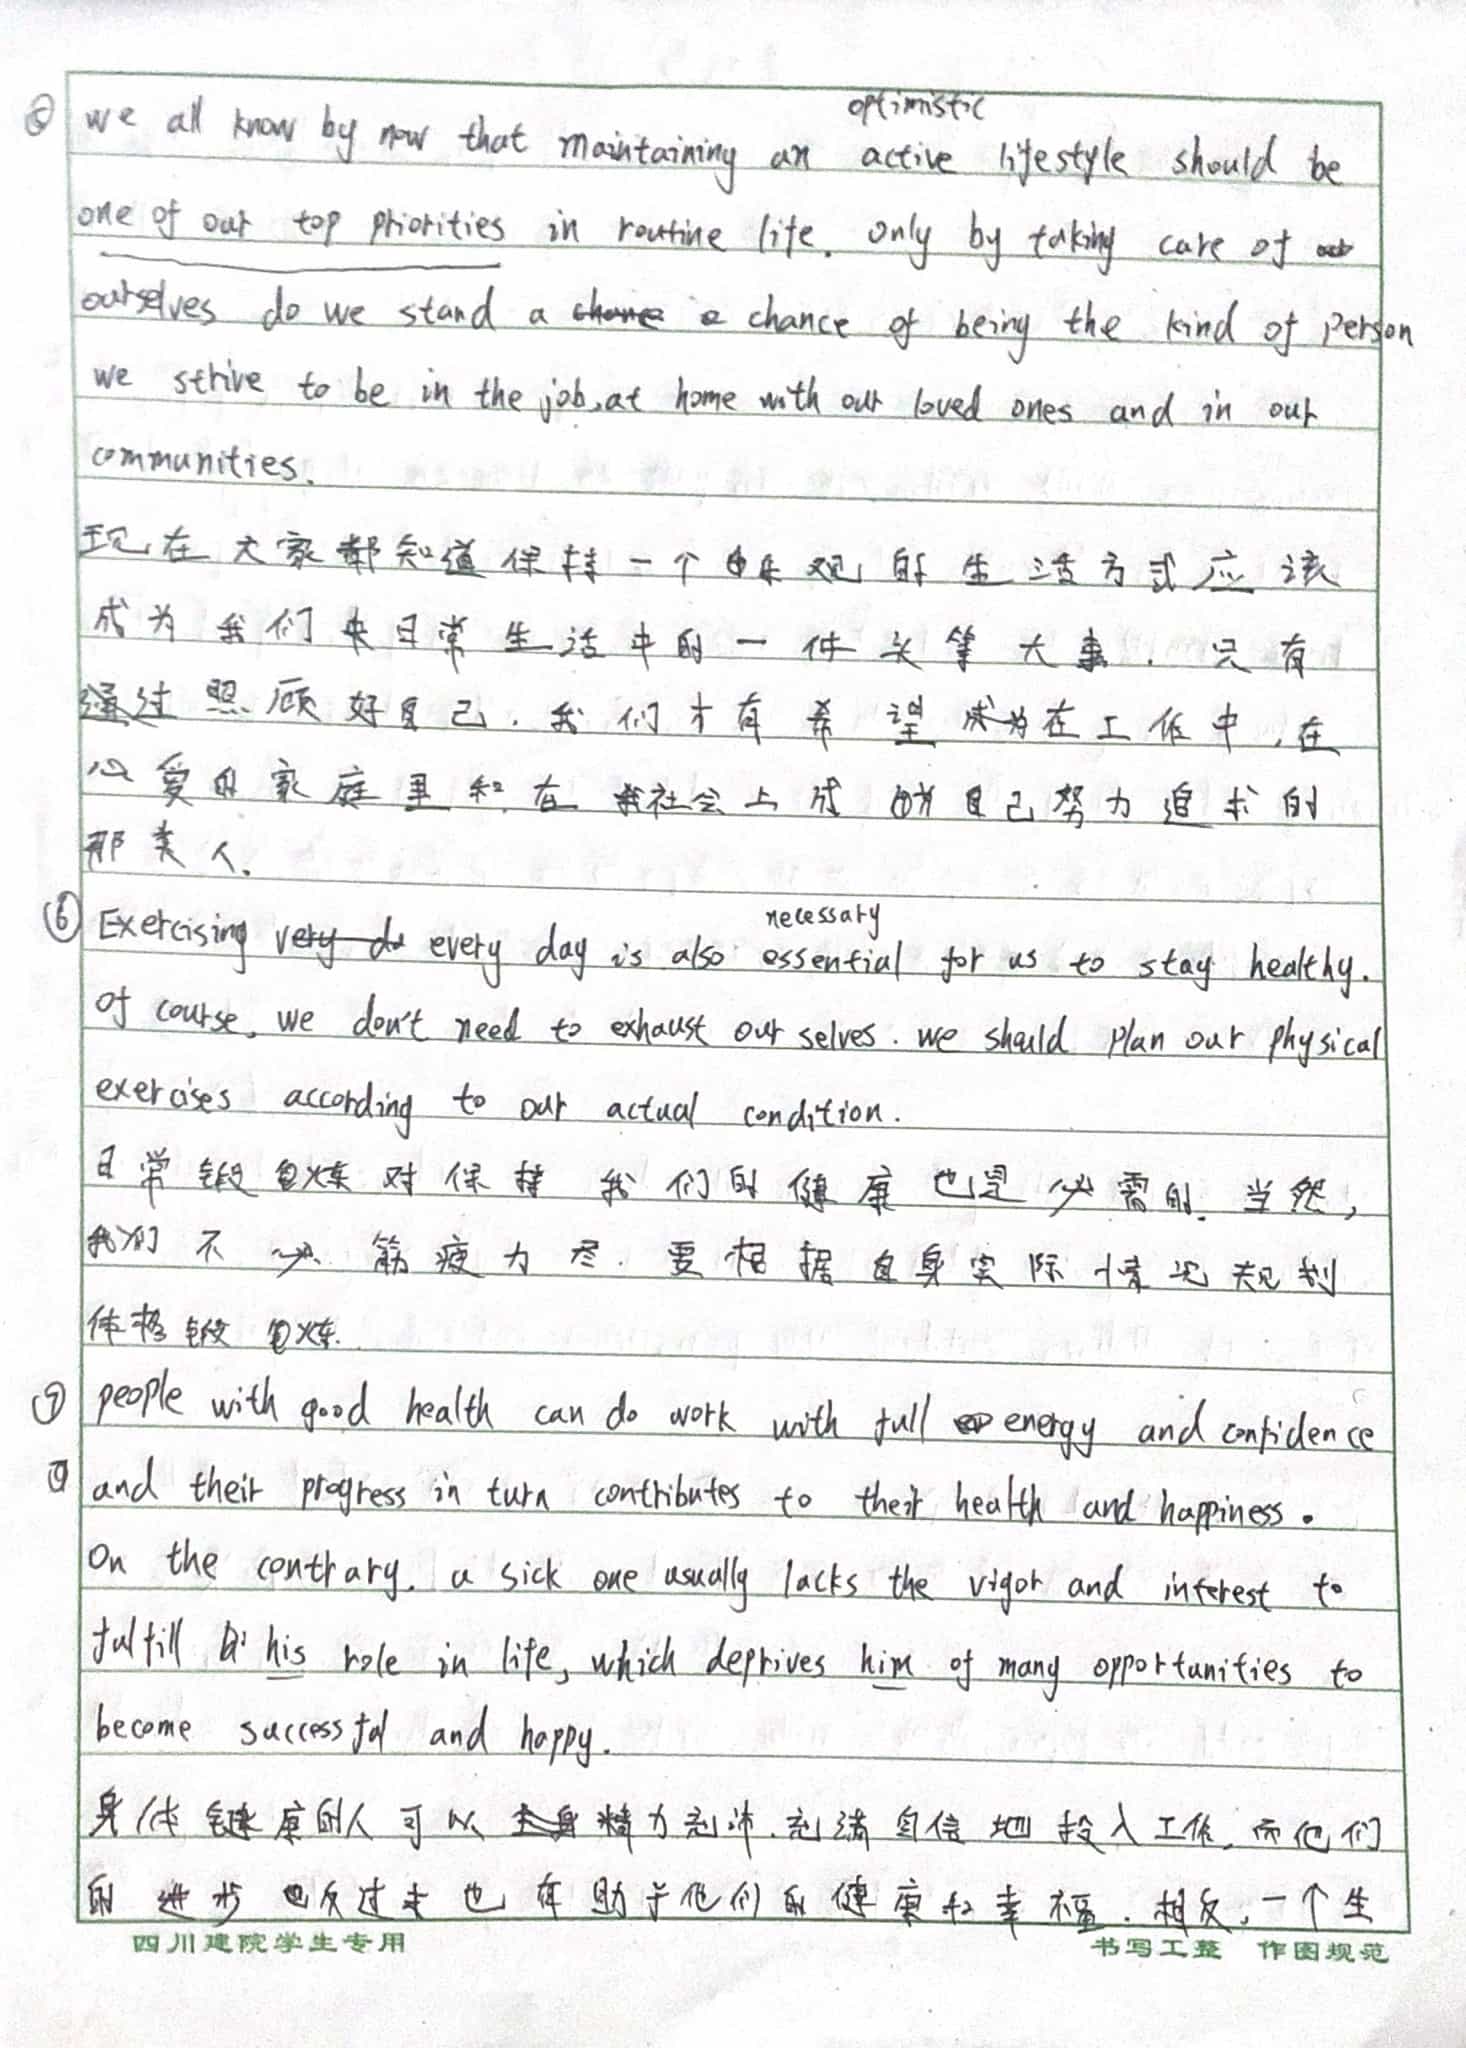 optimistic
⑤ we all know by now that maintaining an active lifestyle should be
one of our top priorities in routine life. only by taking care of
ourselves do we stand a chance of being the kind of person
we strive to be in the job, at home with our loved ones and in our
communities.
现在大家都知道保持一个乐观的生活方式应该
成为我们日常生活中的一件头等大事. 只有
通过照顾好自己. 我们才有希望在工作中, 在
心爱的家庭里和在社会上成为自己努力追求的
那类人.
necessary
⑥ Exercising every day is also essential for us to stay healthy.
of course, we don't need to exhaust our selves. we should plan our physical
exercises according to our actual condition.
日常锻炼对保持我们的健康也是必需的. 当然,
我们不必筋疲力尽. 要根据自身实际情况规划
体格锻炼.
⑦ people with good health can do work with full energy and confidence
and their progress in turn contributes to their health and happiness.
On the contrary, a sick one usually lacks the vigor and interest to
fulfill his role in life, which deprives him of many opportunities to
become successful and happy.
身体健康的人可以精力充沛. 充满自信地投入工作, 而他们
的进步反过来也有助于他们的健康和幸福. 相反, 一个生
四川建院学生专用
书写工整 作图规范